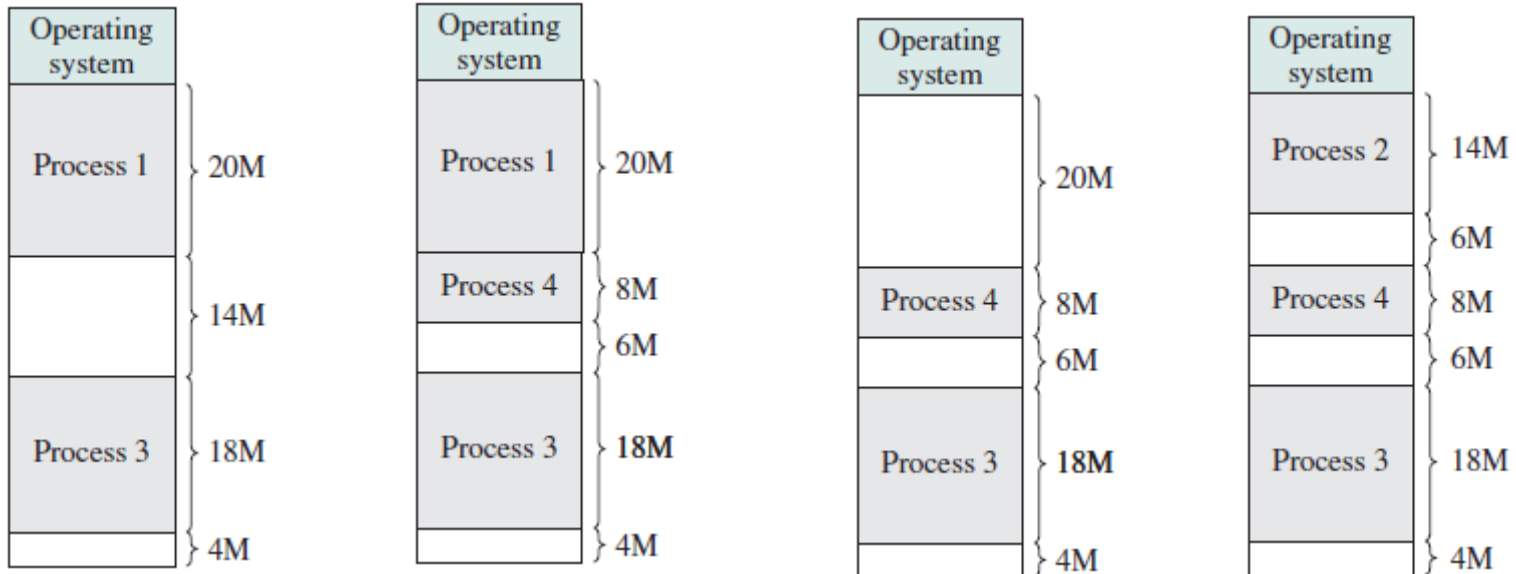 Operating
system
Process 1
20M
14M
Process 3
18M
4M
Operating
system
Process 1
20M
Process 4
8M
6M
Process 3
18M
4M
Operating
system
20M
Process 4
8M
6M
Process 3
18M
4M
Operating
system
Process 2
14M
6M
Process 4
8M
6M
Process 3
18M
4M